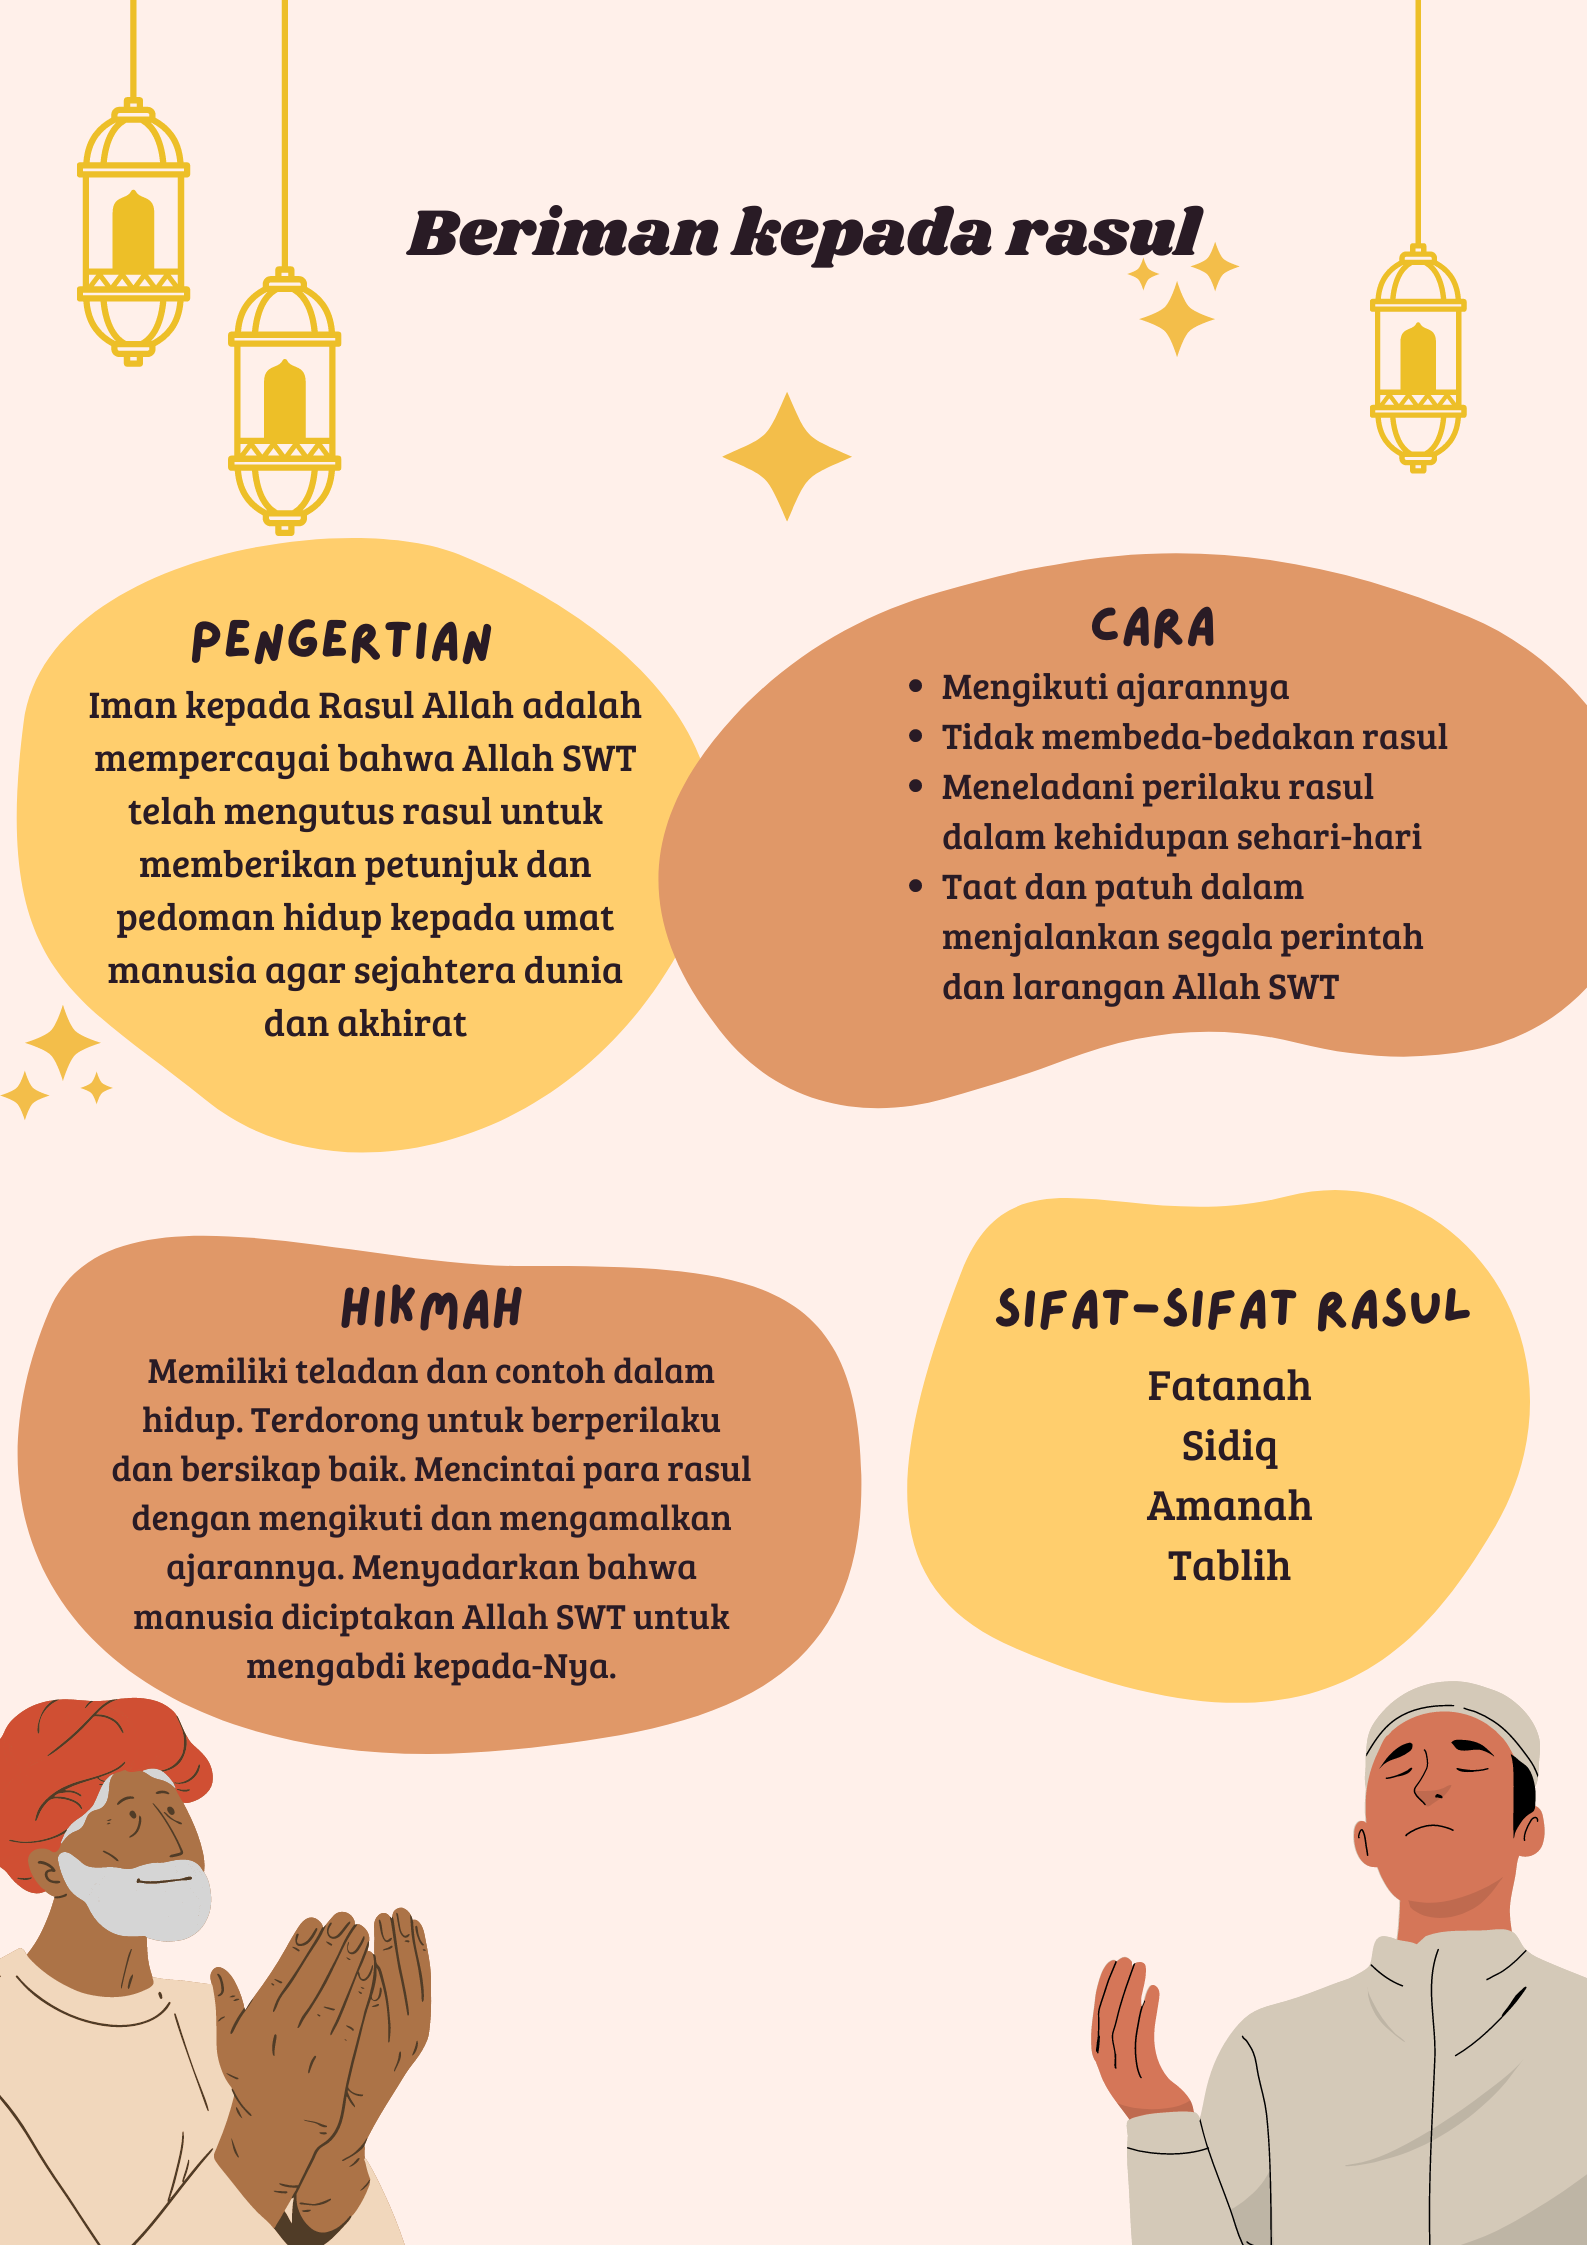 Beriman kepada rasul
PENGERTIAN
Iman kepada Rasul Allah adalah
mempercayai bahwa Allah SWT
telah mengutus rasul untuk
memberikan petunjuk dan
pedoman hidup kepada umat
manusia agar sejahtera dunia
dan akhirat
CARA
• Mengikuti ajarannya
• Tidak membeda-bedakan rasul
• Meneladani perilaku rasul
dalam kehidupan sehari-hari
• Taat dan patuh dalam
menjalankan segala perintah
dan larangan Allah SWT
HIKMAH
Memiliki teladan dan contoh dalam
hidup. Terdorong untuk berperilaku
dan bersikap baik. Mencintai para rasul
dengan mengikuti dan mengamalkan
ajarannya. Menyadarkan bahwa
manusia diciptakan Allah SWT untuk
mengabdi kepada-Nya.
SIFAT-SIFAT RASUL
Fatanah
Sidiq
Amanah
Tablih